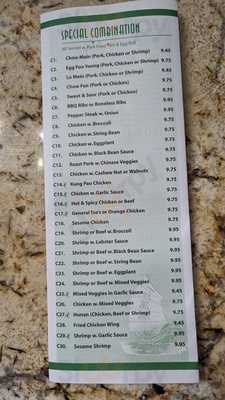 SPECIAL COMBINATION
All served w. Pork Fried Rice & Egg Roll
C1. Chow Mein (Pork, Chicken or Shrimp) 9.45
C2. Egg Foo Young (Pork, Chicken or Shrimp) 9.75
C3. Lo Mein (Pork, Chicken or Shrimp) 9.75
C4. Chow Fun (Pork or Chicken) 9.75
C5. Sweet & Sour (Pork or Chicken) 9.75
C6. BBQ Ribs or Boneless Ribs
C7. Pepper Steak w. Onion 9.75
C8. Chicken w. Broccoli 9.75
C9. Chicken w. String Bean 9.75
C10. Chicken w. Eggplant 9.75
C11. Chicken w. Black Bean Sauce 9.75
C12. Roast Pork w. Chinese Veggies 9.75
C13. Chicken w. Cashew Nut or Walnuts 9.75
C14. Kung Pao Chicken 9.75
C15. Chicken w. Garlic Sauce 9.75
C16. Hot & Spicy Chicken or Beef 9.75
C17. General Tso's or Orange Chicken 9.75
C18. Sesame Chicken 9.75
C19. Shrimp or Beef w. Broccoli 9.95
C20. Shrimp w. Lobster Sauce 9.95
C21. Shrimp or Beef w. Black Bean Sauce 9.95
C22. Shrimp or Beef w. String Bean 9.95
C23. Shrimp or Beef w. Eggplant 9.95
C24. Shrimp or Beef w. Mixed Veggies 9.95
C25. Mixed Veggies in Garlic Sauce 9.45
C26. Chicken w. Mixed Veggies 9.75
C27. Hunan (Chicken, Beef or Shrimp) 9.75
C28. Fried Chicken Wing 9.45
C29. Shrimp w. Garlic Sauce 9.95
C30. Sesame Shrimp 9.95